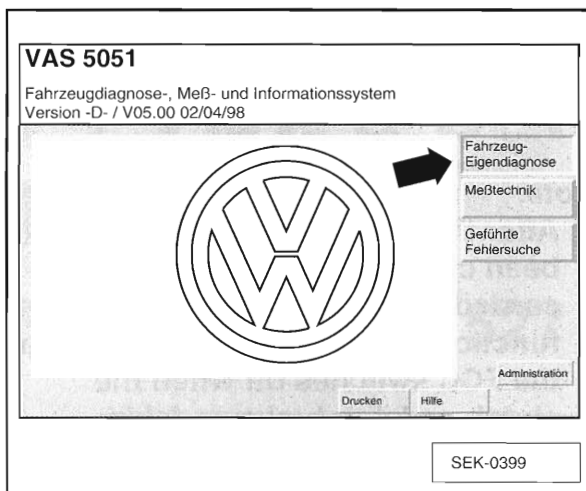 VAS 5051
Fahrzeugdiagnose-, Meß- und Informationssystem
Version -D- / V05.00 02/04/98
Fahrzeug-
Eigendiagnose
Meßtechnik
Geführte
Fehlersuche
Administration
Drucken
Hilfe
SEK-0399